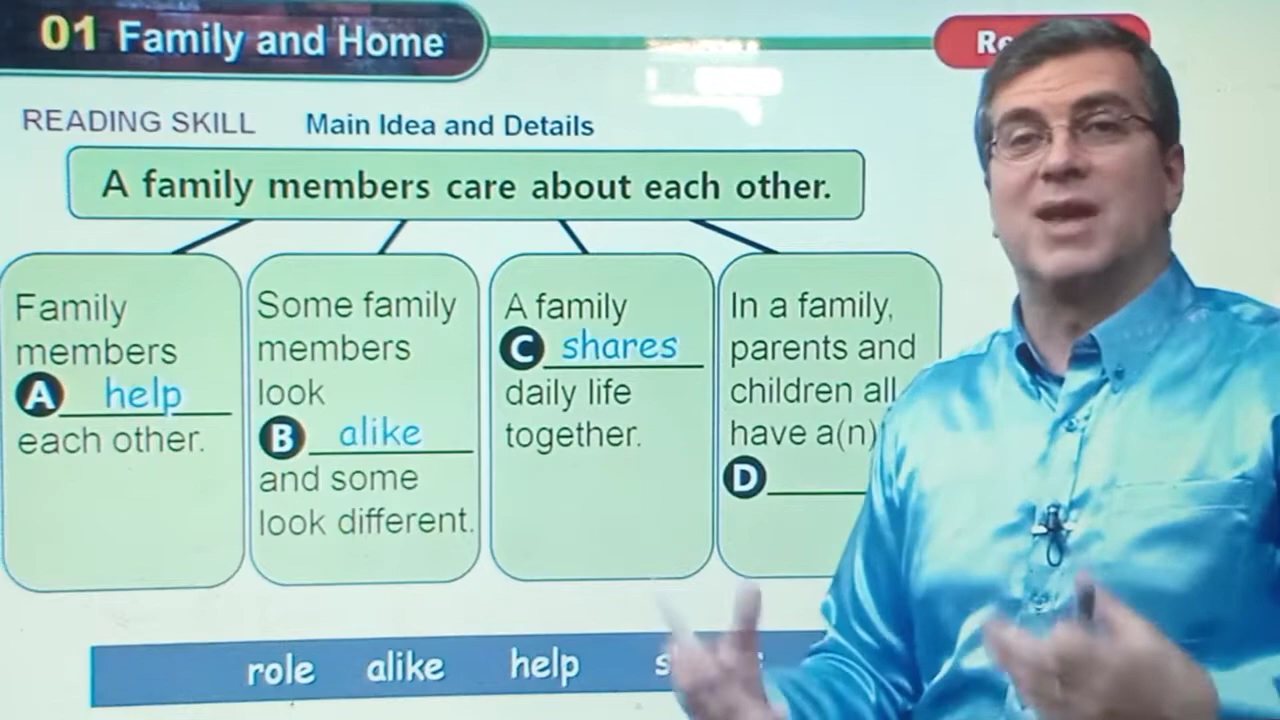 01 Family and Home
READING SKILL Main Idea and Details
A family members care about each other.
Family
members
A help
each other.
Some family
members
look
B alike
and some
look different.
A family
C shares
daily life
together.
In a family,
parents and
children all
have a(n)
D
role alike help